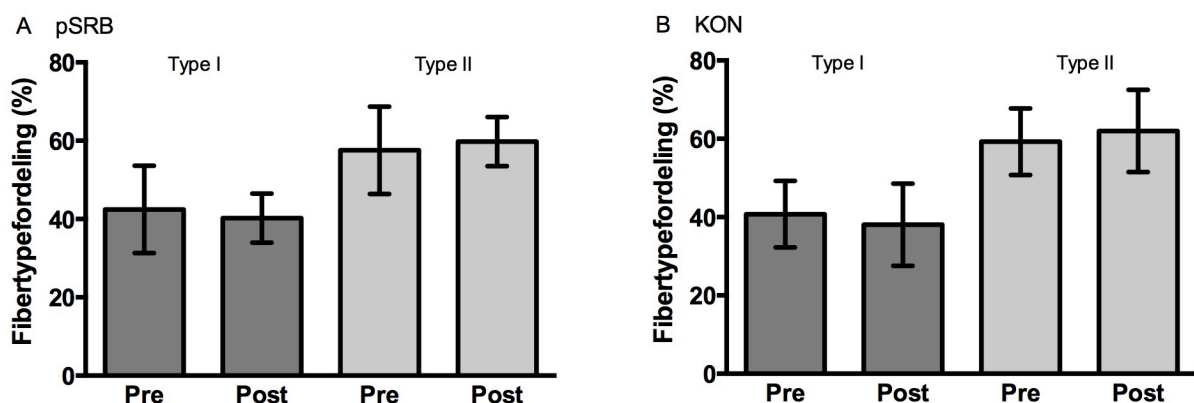 A pSRB
Type I
Type II
Fibertypefordeling (%)
80
60
40
20
0
Pre
Post
Pre
Post
B KON
Type I
Type II
Fibertypefordeling (%)
80
60
40
20
0
Pre
Post
Pre
Post